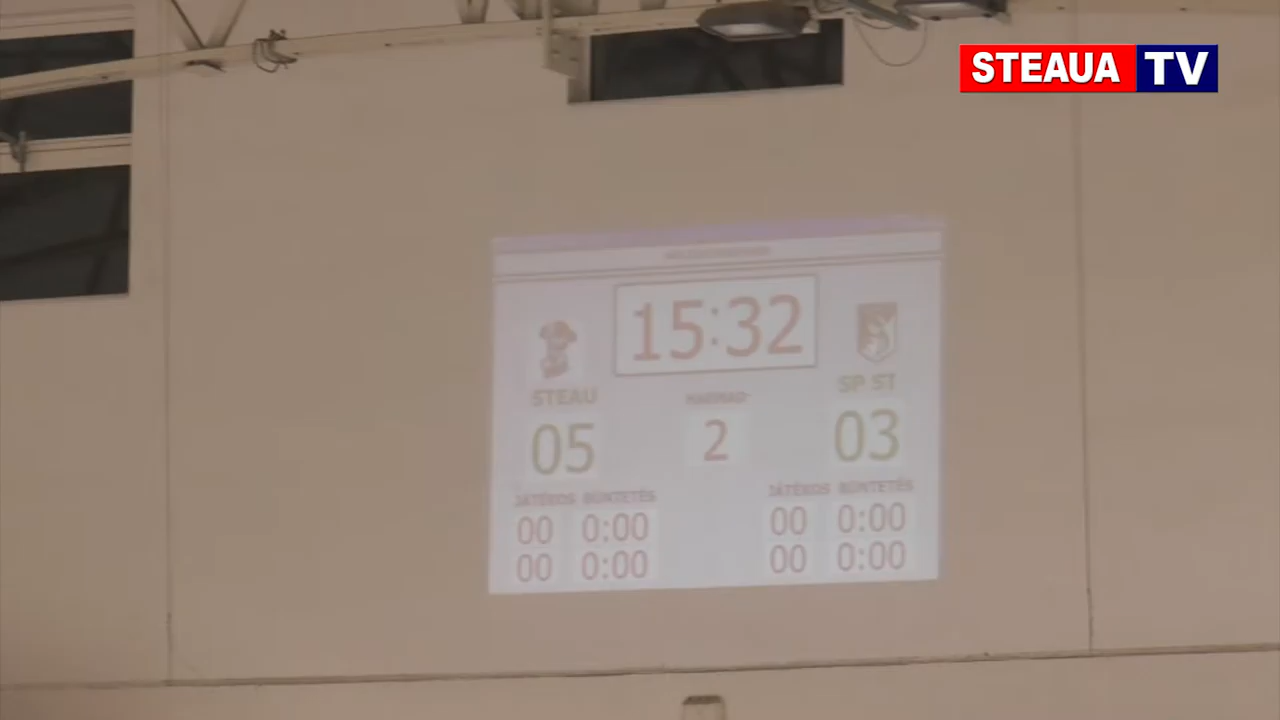 STEAUA TV
15:32
STEAU
SP ST
HARMAD:
05
2
03
JÁTÉKOS BÜNTETÉS
JÁTÉKOS BÜNTETÉS
00 0:00
00 0:00
00 0:00
00 0:00